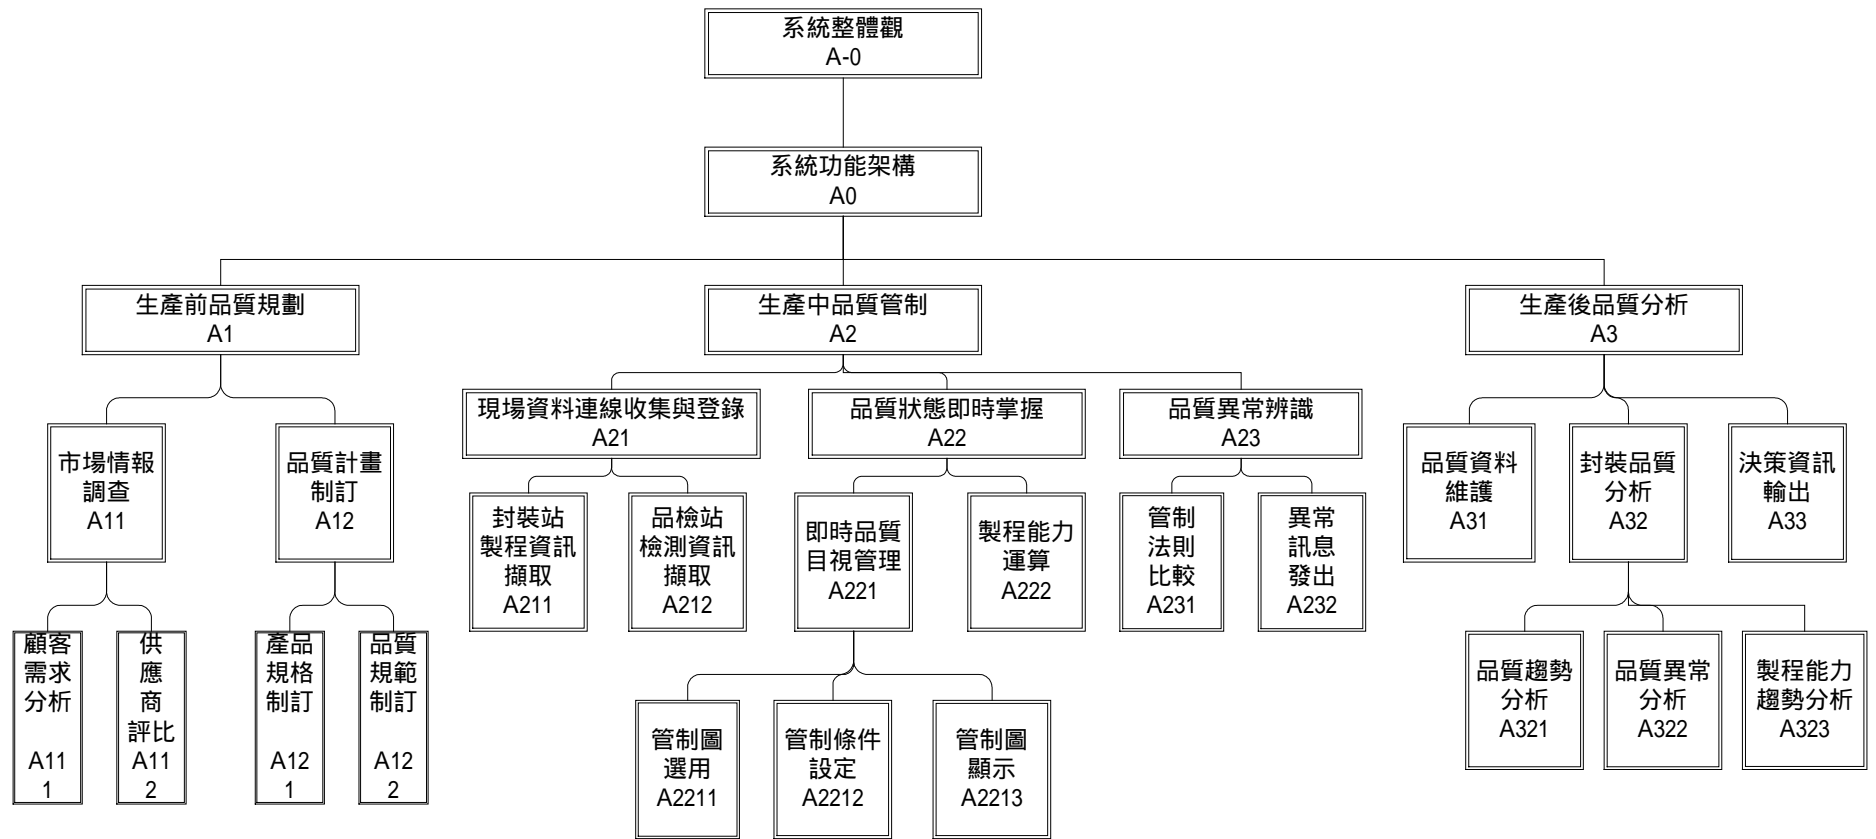 系統整體觀
A-0
系統功能架構
A0
生產前品質規劃
A1
生產中品質管制
A2
生產後品質分析
A3
現場資料連線收集與登錄
A21
品質狀態即時掌握
A22
品質異常辨識
A23
市場情報
調查
A11
品質計畫
制訂
A12
品質資料
維護
A31
封裝品質
分析
A32
決策資訊
輸出
A33
封裝站
製程資訊
擷取
A211
品檢站
檢測資訊
擷取
A212
即時品質
目視管理
A221
製程能力
運算
A222
管制
法則
比較
A231
異常
訊息
發出
A232
顧客
需求
分析
A11
1
供
應
商
評比
A11
2
產品
規格
制訂
A12
1
品質
規範
制訂
A12
2
管制圖
選用
A2211
管制條件
設定
A2212
管制圖
顯示
A2213
品質趨勢
分析
A321
品質異常
分析
A322
製程能力
趨勢分析
A323